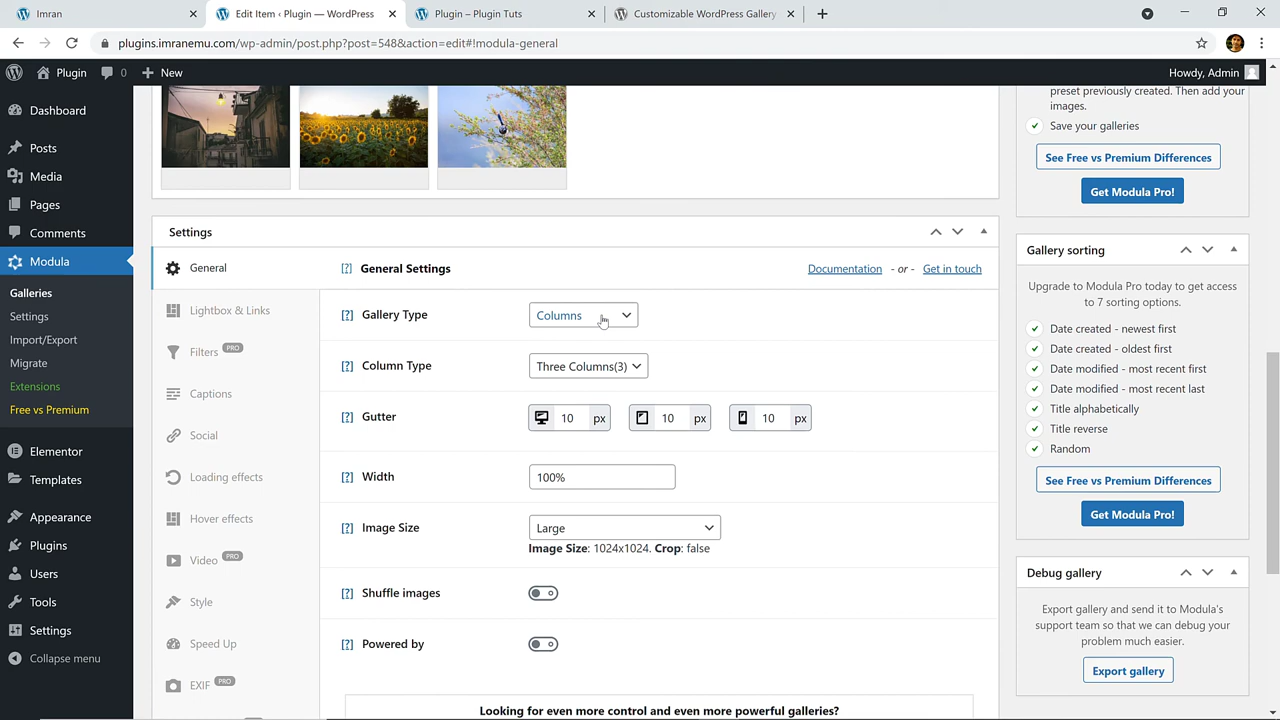 Imran
Edit Item ‹ Plugin — WordPress
Plugin – Plugin Tuts
Customizable WordPress Gallery
plugins.imranemu.com/wp-admin/post.php?post=548&action=edit#!modula-general
Plugin
0
New
Howdy, Admin
Dashboard
Posts
Media
Pages
Comments
Modula
Galleries
Settings
Import/Export
Migrate
Extensions
Free vs Premium
Elementor
Templates
Appearance
Plugins
Users
Tools
Settings
Collapse menu
Settings
General
Lightbox & Links
Filters PRO
Captions
Social
Loading effects
Hover effects
Video PRO
Style
Speed Up
EXIF PRO
[?] General Settings
Documentation - or - Get in touch
[?] Gallery Type
Columns
[?] Column Type
Three Columns(3)
[?] Gutter
10 px
10 px
10 px
[?] Width
100%
[?] Image Size
Large
Image Size: 1024x1024. Crop: false
[?] Shuffle images
[?] Powered by
Looking for even more control and even more powerful galleries?
preset previously created. Then add your
images.
Save your galleries
See Free vs Premium Differences
Get Modula Pro!
Gallery sorting
Upgrade to Modula Pro today to get access
to 7 sorting options.
Date created - newest first
Date created - oldest first
Date modified - most recent first
Date modified - most recent last
Title alphabetically
Title reverse
Random
See Free vs Premium Differences
Get Modula Pro!
Debug gallery
Export gallery and send it to Modula's
support team so that we can debug your
problem much easier.
Export gallery